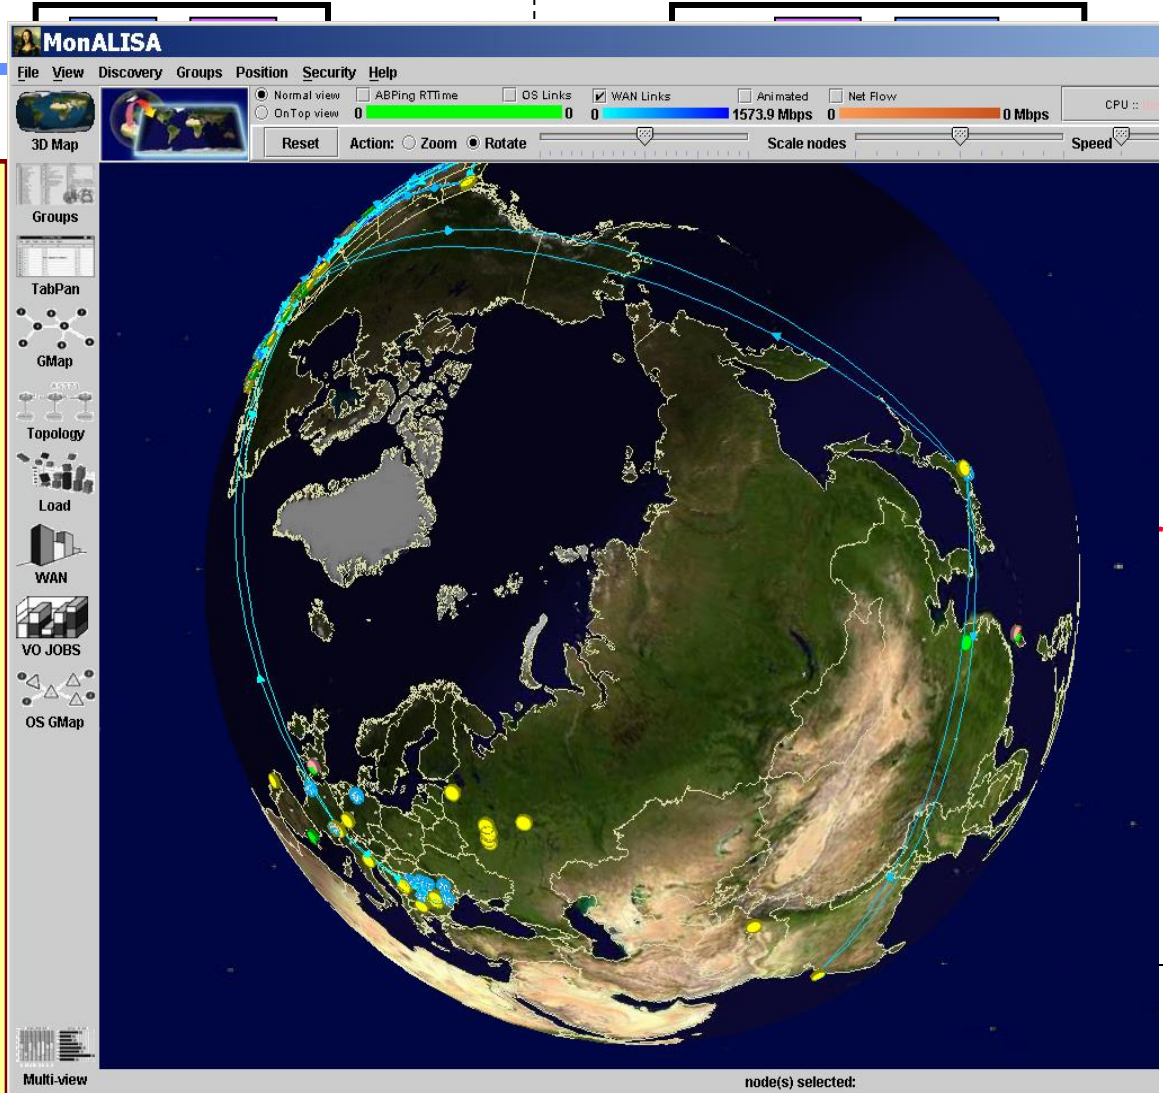 MonALISA
File View Discovery Groups Position Security Help
Normal view ABPing RTTime OS Links WAN Links Animated Net Flow CPU ::
OnTop view 0 0 0 1573.9 Mbps 0 0 Mbps
Reset Action: Zoom Rotate Scale nodes Speed
3D Map
Groups
TabPan
GMap
Topology
Load
WAN
VO JOBS
OS GMap
Multi-view
node(s) selected: